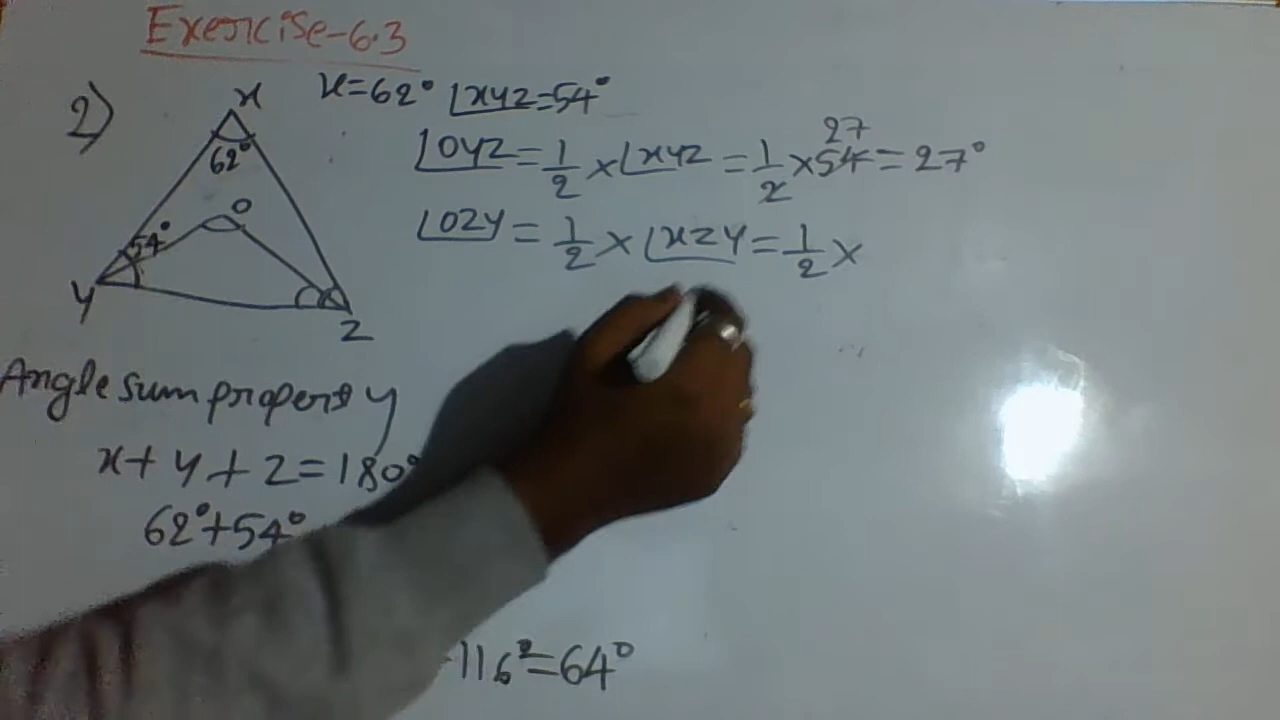 Exercise-6.3
2)
x
x=62° ∠xyz=54°
62°
∠oyz=1/2×∠xyz=1/2×54=27°
27
o
54°
∠ozy=1/2×∠xzy=1/2×
y
z
Angle sum property
x+y+z=180°
62°+54°
116°=64°